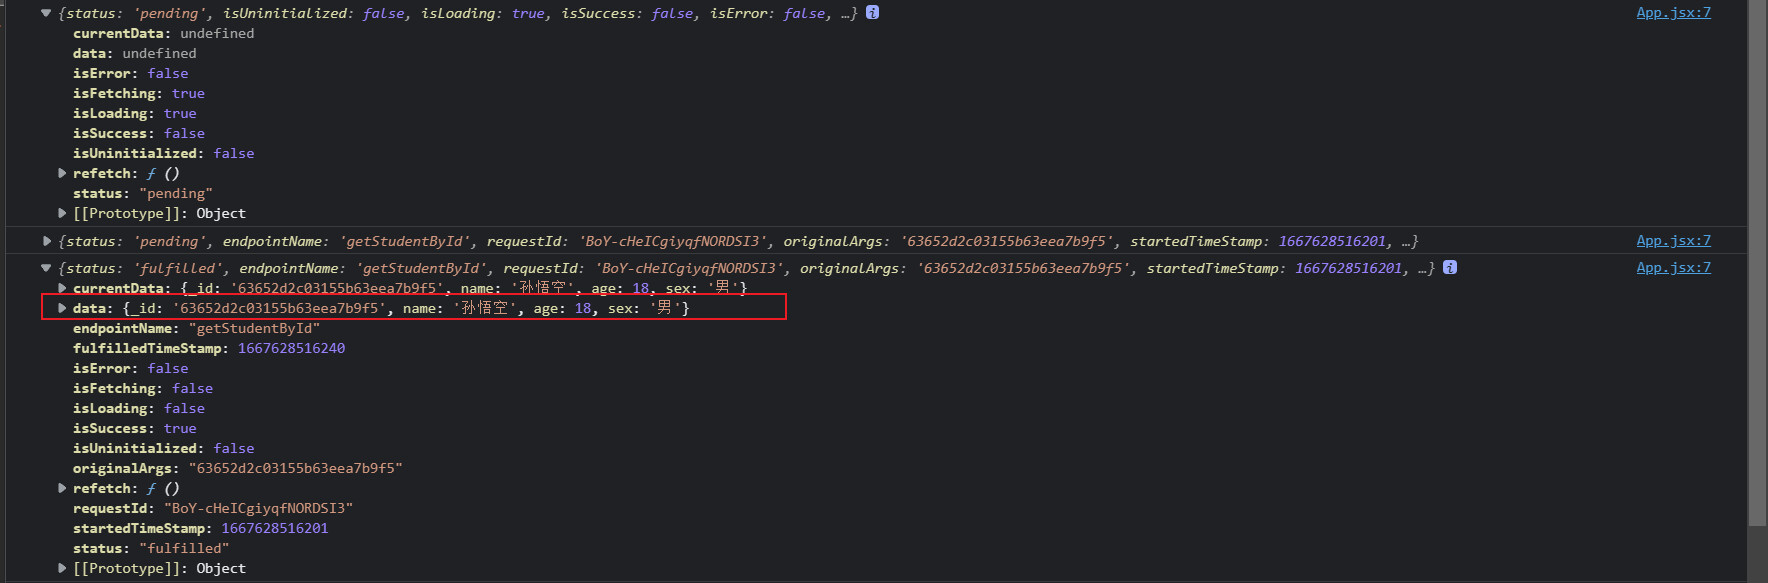 {status: 'pending', isUninitialized: false, isLoading: true, isSuccess: false, isError: false, …} i App.jsx:7
currentData: undefined
data: undefined
isError: false
isFetching: true
isLoading: true
isSuccess: false
isUninitialized: false
refetch: ƒ ()
status: "pending"
[[Prototype]]: Object
{status: 'pending', endpointName: 'getStudentById', requestId: 'BoY-cHeICgiyqfNORDSI3', originalArgs: '63652d2c03155b63eea7b9f5', startedTimeStamp: 1667628516201, …} App.jsx:7
{status: 'fulfilled', endpointName: 'getStudentById', requestId: 'BoY-cHeICgiyqfNORDSI3', originalArgs: '63652d2c03155b63eea7b9f5', startedTimeStamp: 1667628516201, …} i App.jsx:7
currentData: {_id: '63652d2c03155b63eea7b9f5', name: '孙悟空', age: 18, sex: '男'}
data: {_id: '63652d2c03155b63eea7b9f5', name: '孙悟空', age: 18, sex: '男'}
endpointName: "getStudentById"
fulfilledTimeStamp: 1667628516240
isError: false
isFetching: false
isLoading: false
isSuccess: true
isUninitialized: false
originalArgs: "63652d2c03155b63eea7b9f5"
refetch: ƒ ()
requestId: "BoY-cHeICgiyqfNORDSI3"
startedTimeStamp: 1667628516201
status: "fulfilled"
[[Prototype]]: Object